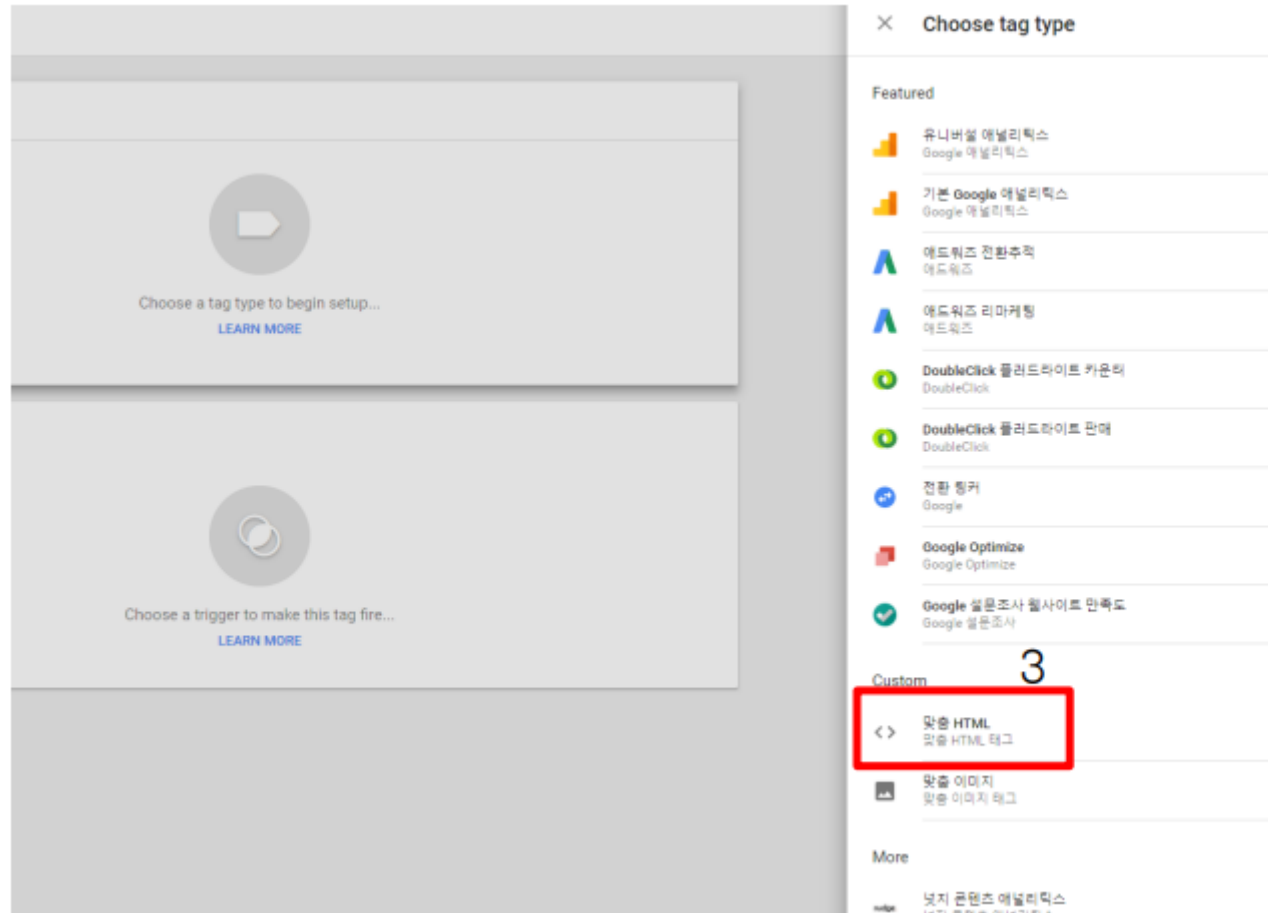 Choose tag type
Featured
유니버설 애널리틱스
Google 애널리틱스
기본 Google 애널리틱스
Google 애널리틱스
애드워즈 전환추적
애드워즈
애드워즈 리마케팅
애드워즈
DoubleClick 플러드라이트 카운터
DoubleClick
DoubleClick 플러드라이트 판매
DoubleClick
전환 링커
Google
Google Optimize
Google Optimize
Google 설문조사 웹사이트 만족도
Google 설문조사
3
Custom
맞춤 HTML
맞춤 HTML 태그
맞춤 이미지
맞춤 이미지 태그
More
넛지 콘텐츠 애널리틱스
Choose a tag type to begin setup...
LEARN MORE
Choose a trigger to make this tag fire...
LEARN MORE